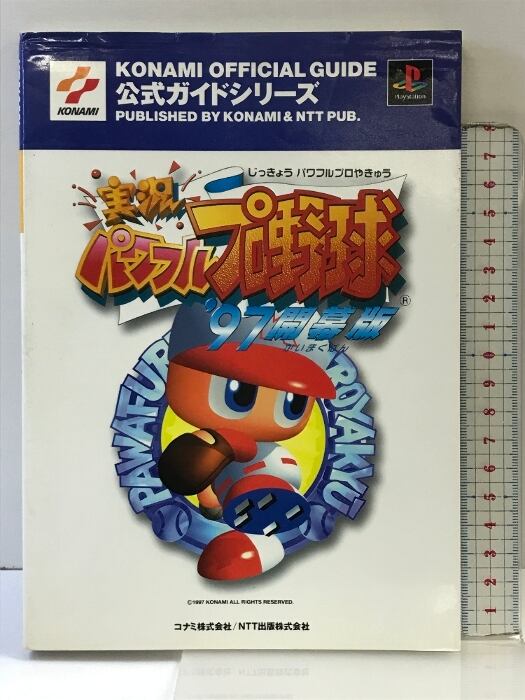 KONAMI OFFICIAL GUIDE
公式ガイドシリーズ
PUBLISHED BY KONAMI & NTT PUB.
KONAMI
PlayStation
じっきょう パワフルプロやきゅう
実況
パワフルプロ野球
®
'97開幕版
かいまくばん
PAWAFURU
PUROYAKYU
©1997 KONAMI ALL RIGHTS RESERVED.
コナミ株式会社/NTT出版株式会社